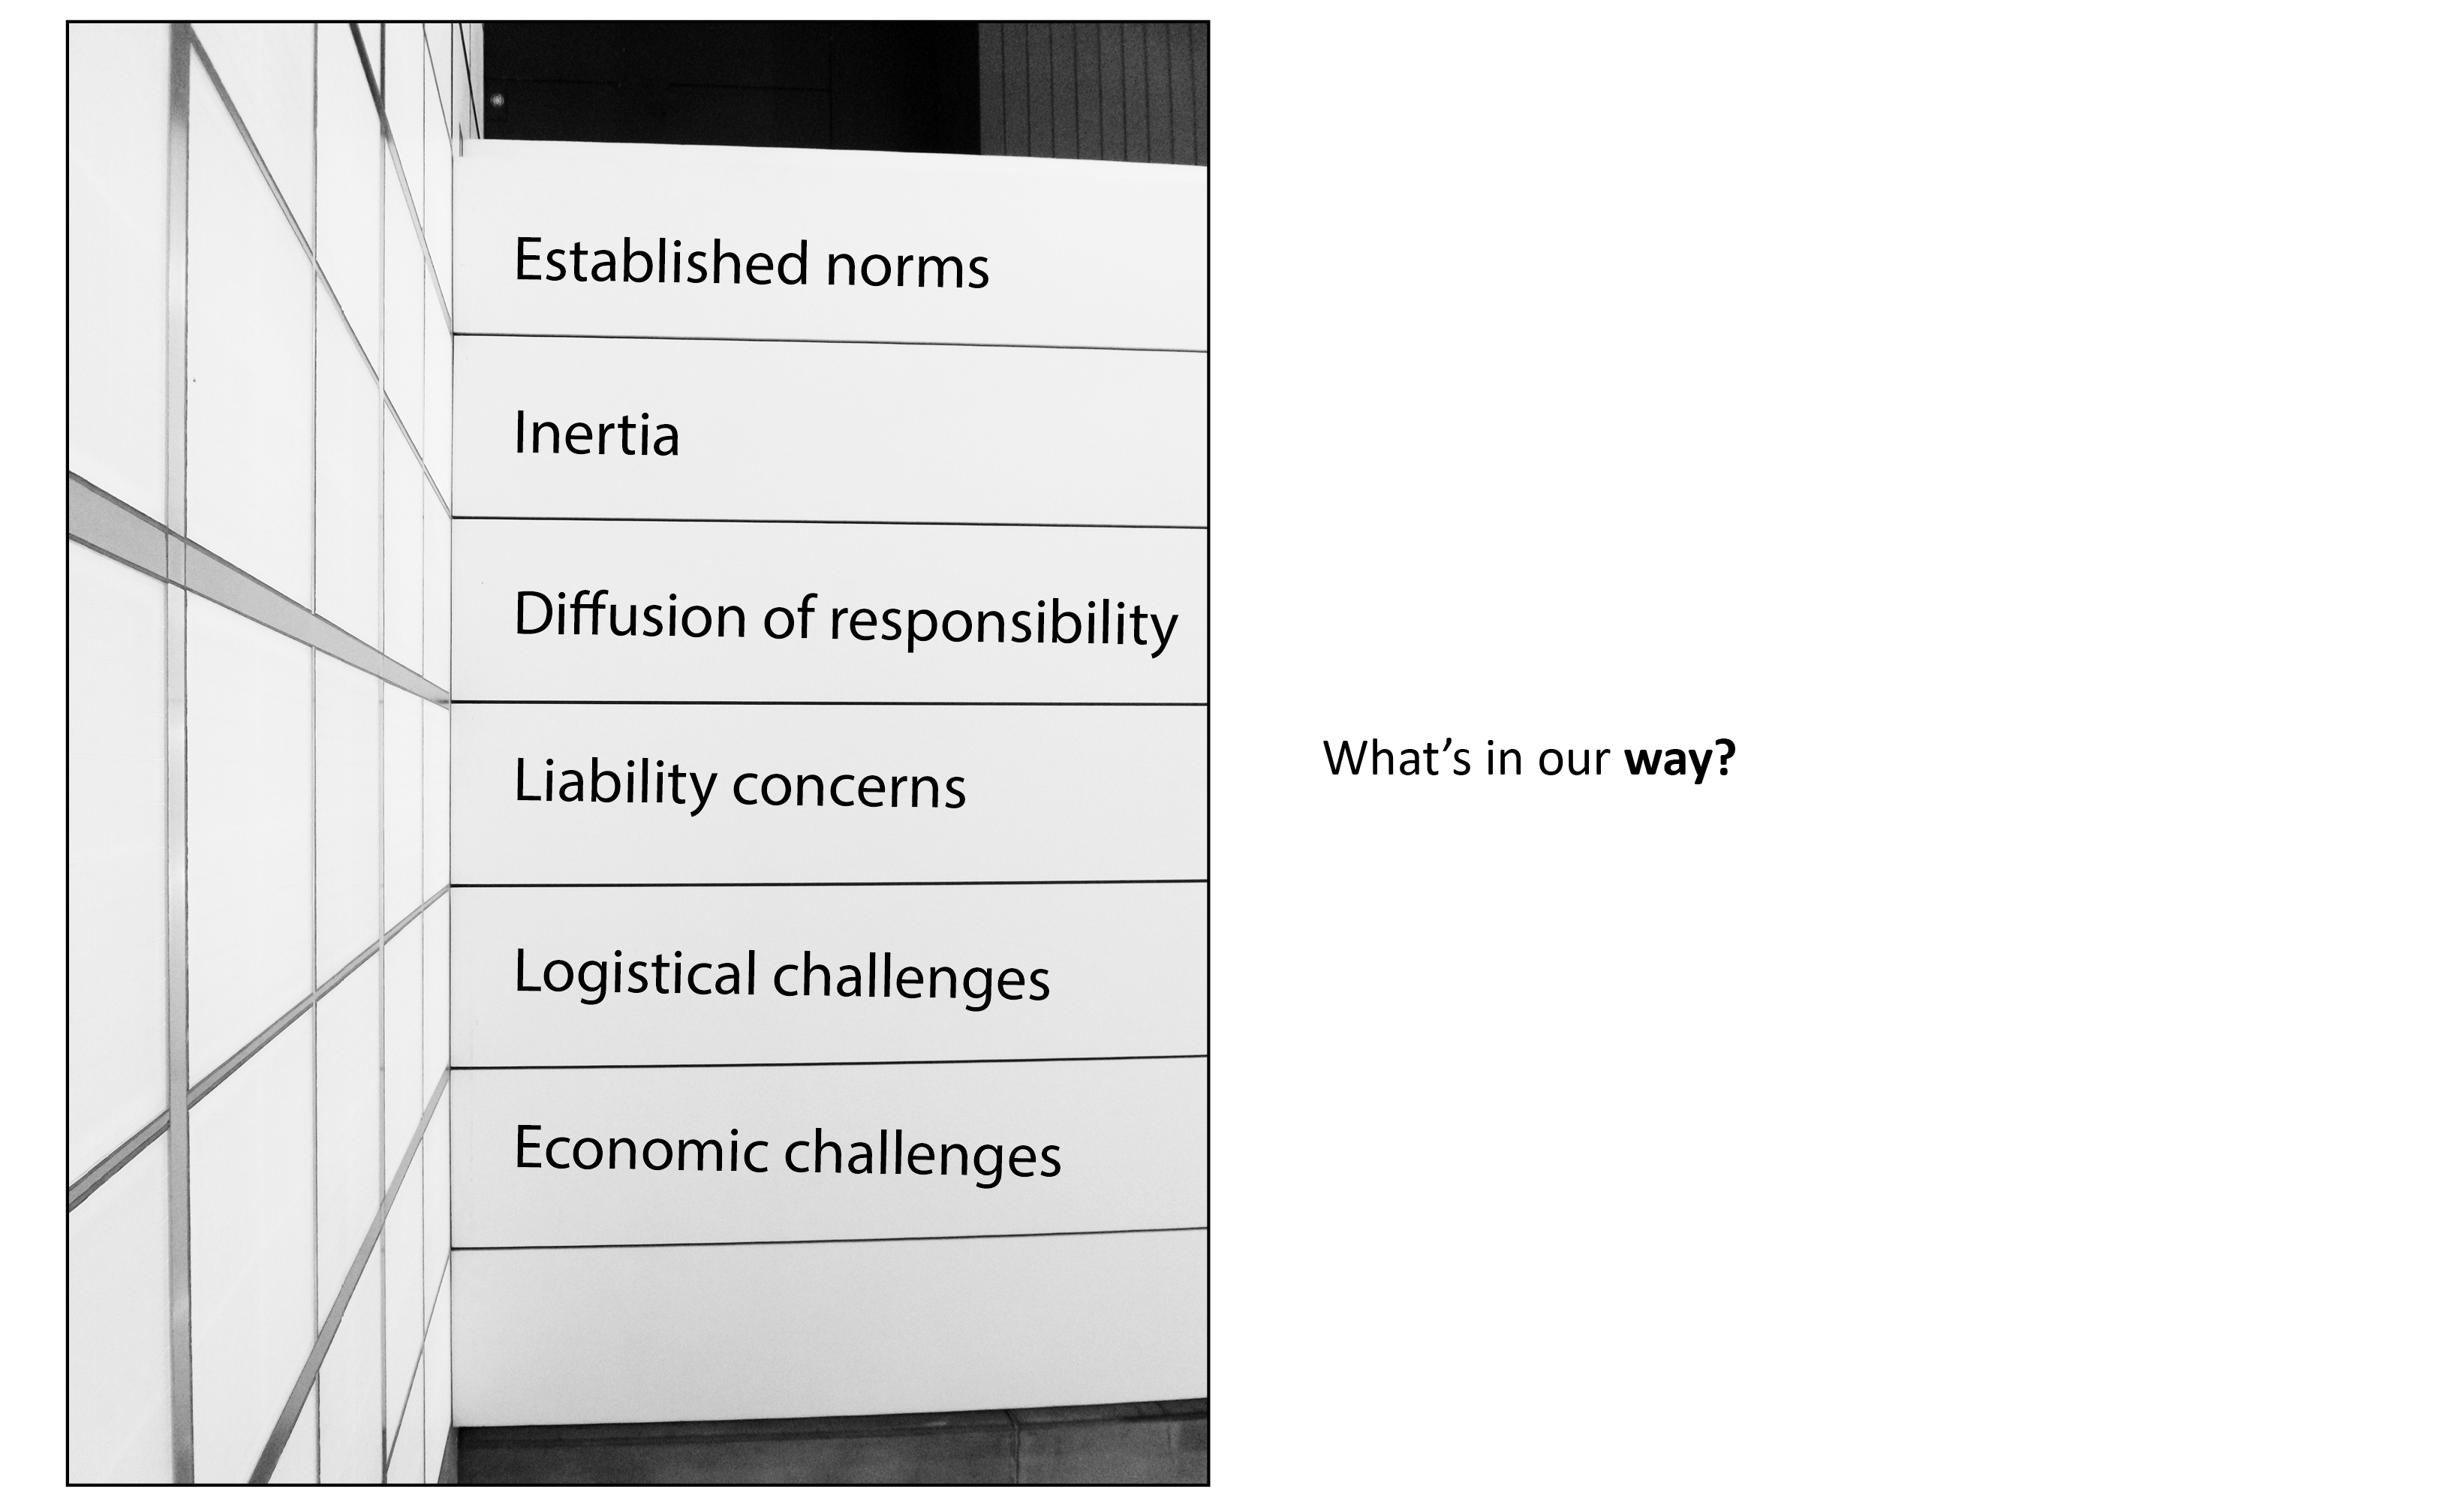 Established norms
Inertia
Diffusion of responsibility
Liability concerns
Logistical challenges
Economic challenges
What’s in our way?